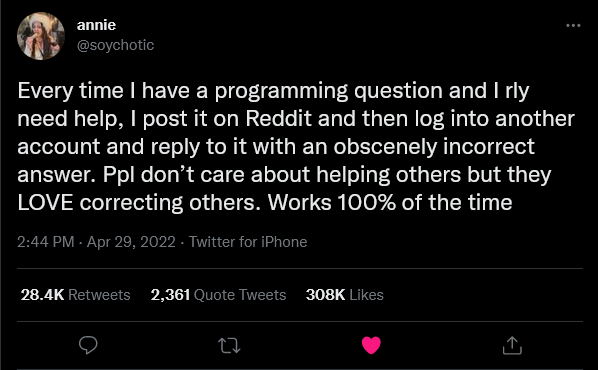 annie
@soychotic
Every time I have a programming question and I rly
need help, I post it on Reddit and then log into another
account and reply to it with an obscenely incorrect
answer. Ppl don’t care about helping others but they
LOVE correcting others. Works 100% of the time
2:44 PM · Apr 29, 2022 · Twitter for iPhone
28.4K Retweets 2,361 Quote Tweets 308K Likes